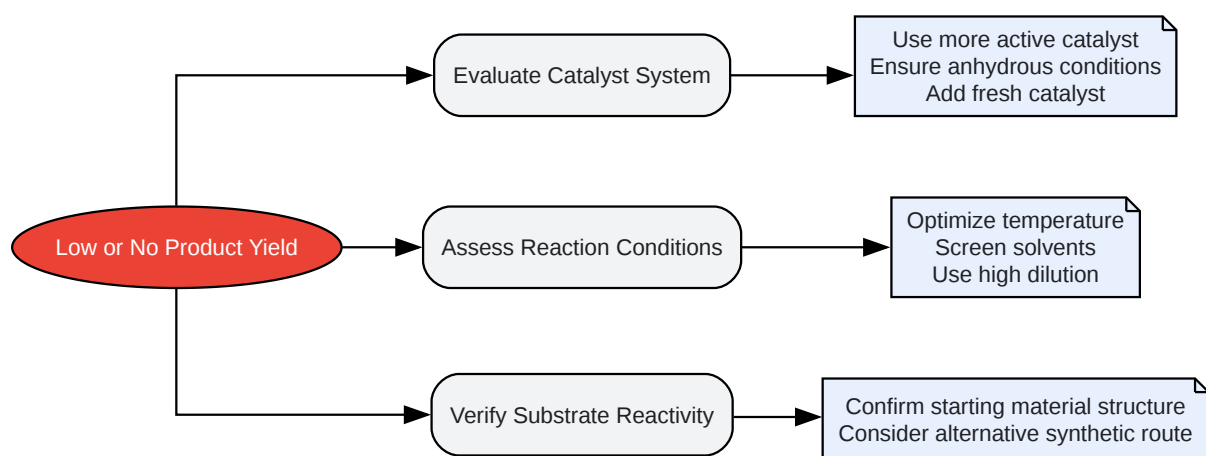 Low or No Product Yield
Evaluate Catalyst System
Use more active catalyst
Ensure anhydrous conditions
Add fresh catalyst
Assess Reaction Conditions
Optimize temperature
Screen solvents
Use high dilution
Verify Substrate Reactivity
Confirm starting material structure
Consider alternative synthetic route